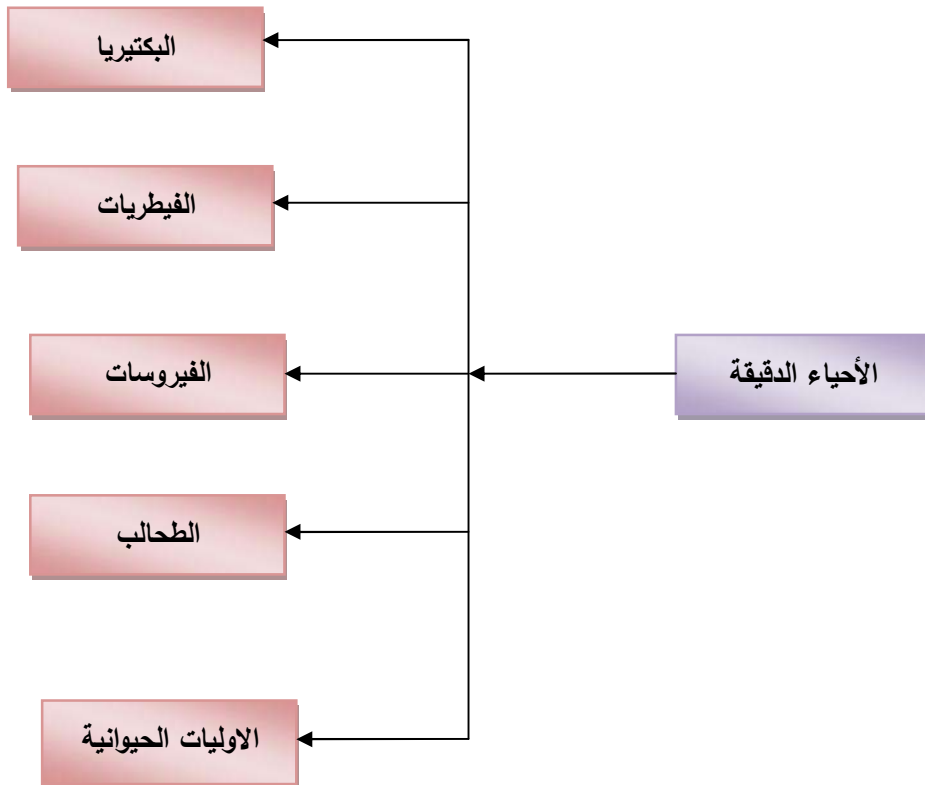 الأحياء الدقيقة
البكتيريا
الفيطريات
الفيروسات
الطحالب
الاوليات الحيوانية